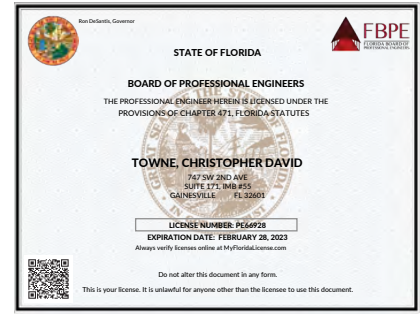 Ron DeSantis, Governor
FBPE
FLORIDA BOARD OF
PROFESSIONAL ENGINEERS
STATE OF FLORIDA
BOARD OF PROFESSIONAL ENGINEERS
THE PROFESSIONAL ENGINEER HEREIN IS LICENSED UNDER THE
PROVISIONS OF CHAPTER 471, FLORIDA STATUTES
TOWNE, CHRISTOPHER DAVID
747 SW 2ND AVE
SUITE 171, IMB #55
GAINESVILLE FL 32601
LICENSE NUMBER: PE66928
EXPIRATION DATE: FEBRUARY 28, 2023
Always verify licenses online at MyFloridaLicense.com
Do not alter this document in any form.
This is your license. It is unlawful for anyone other than the licensee to use this document.